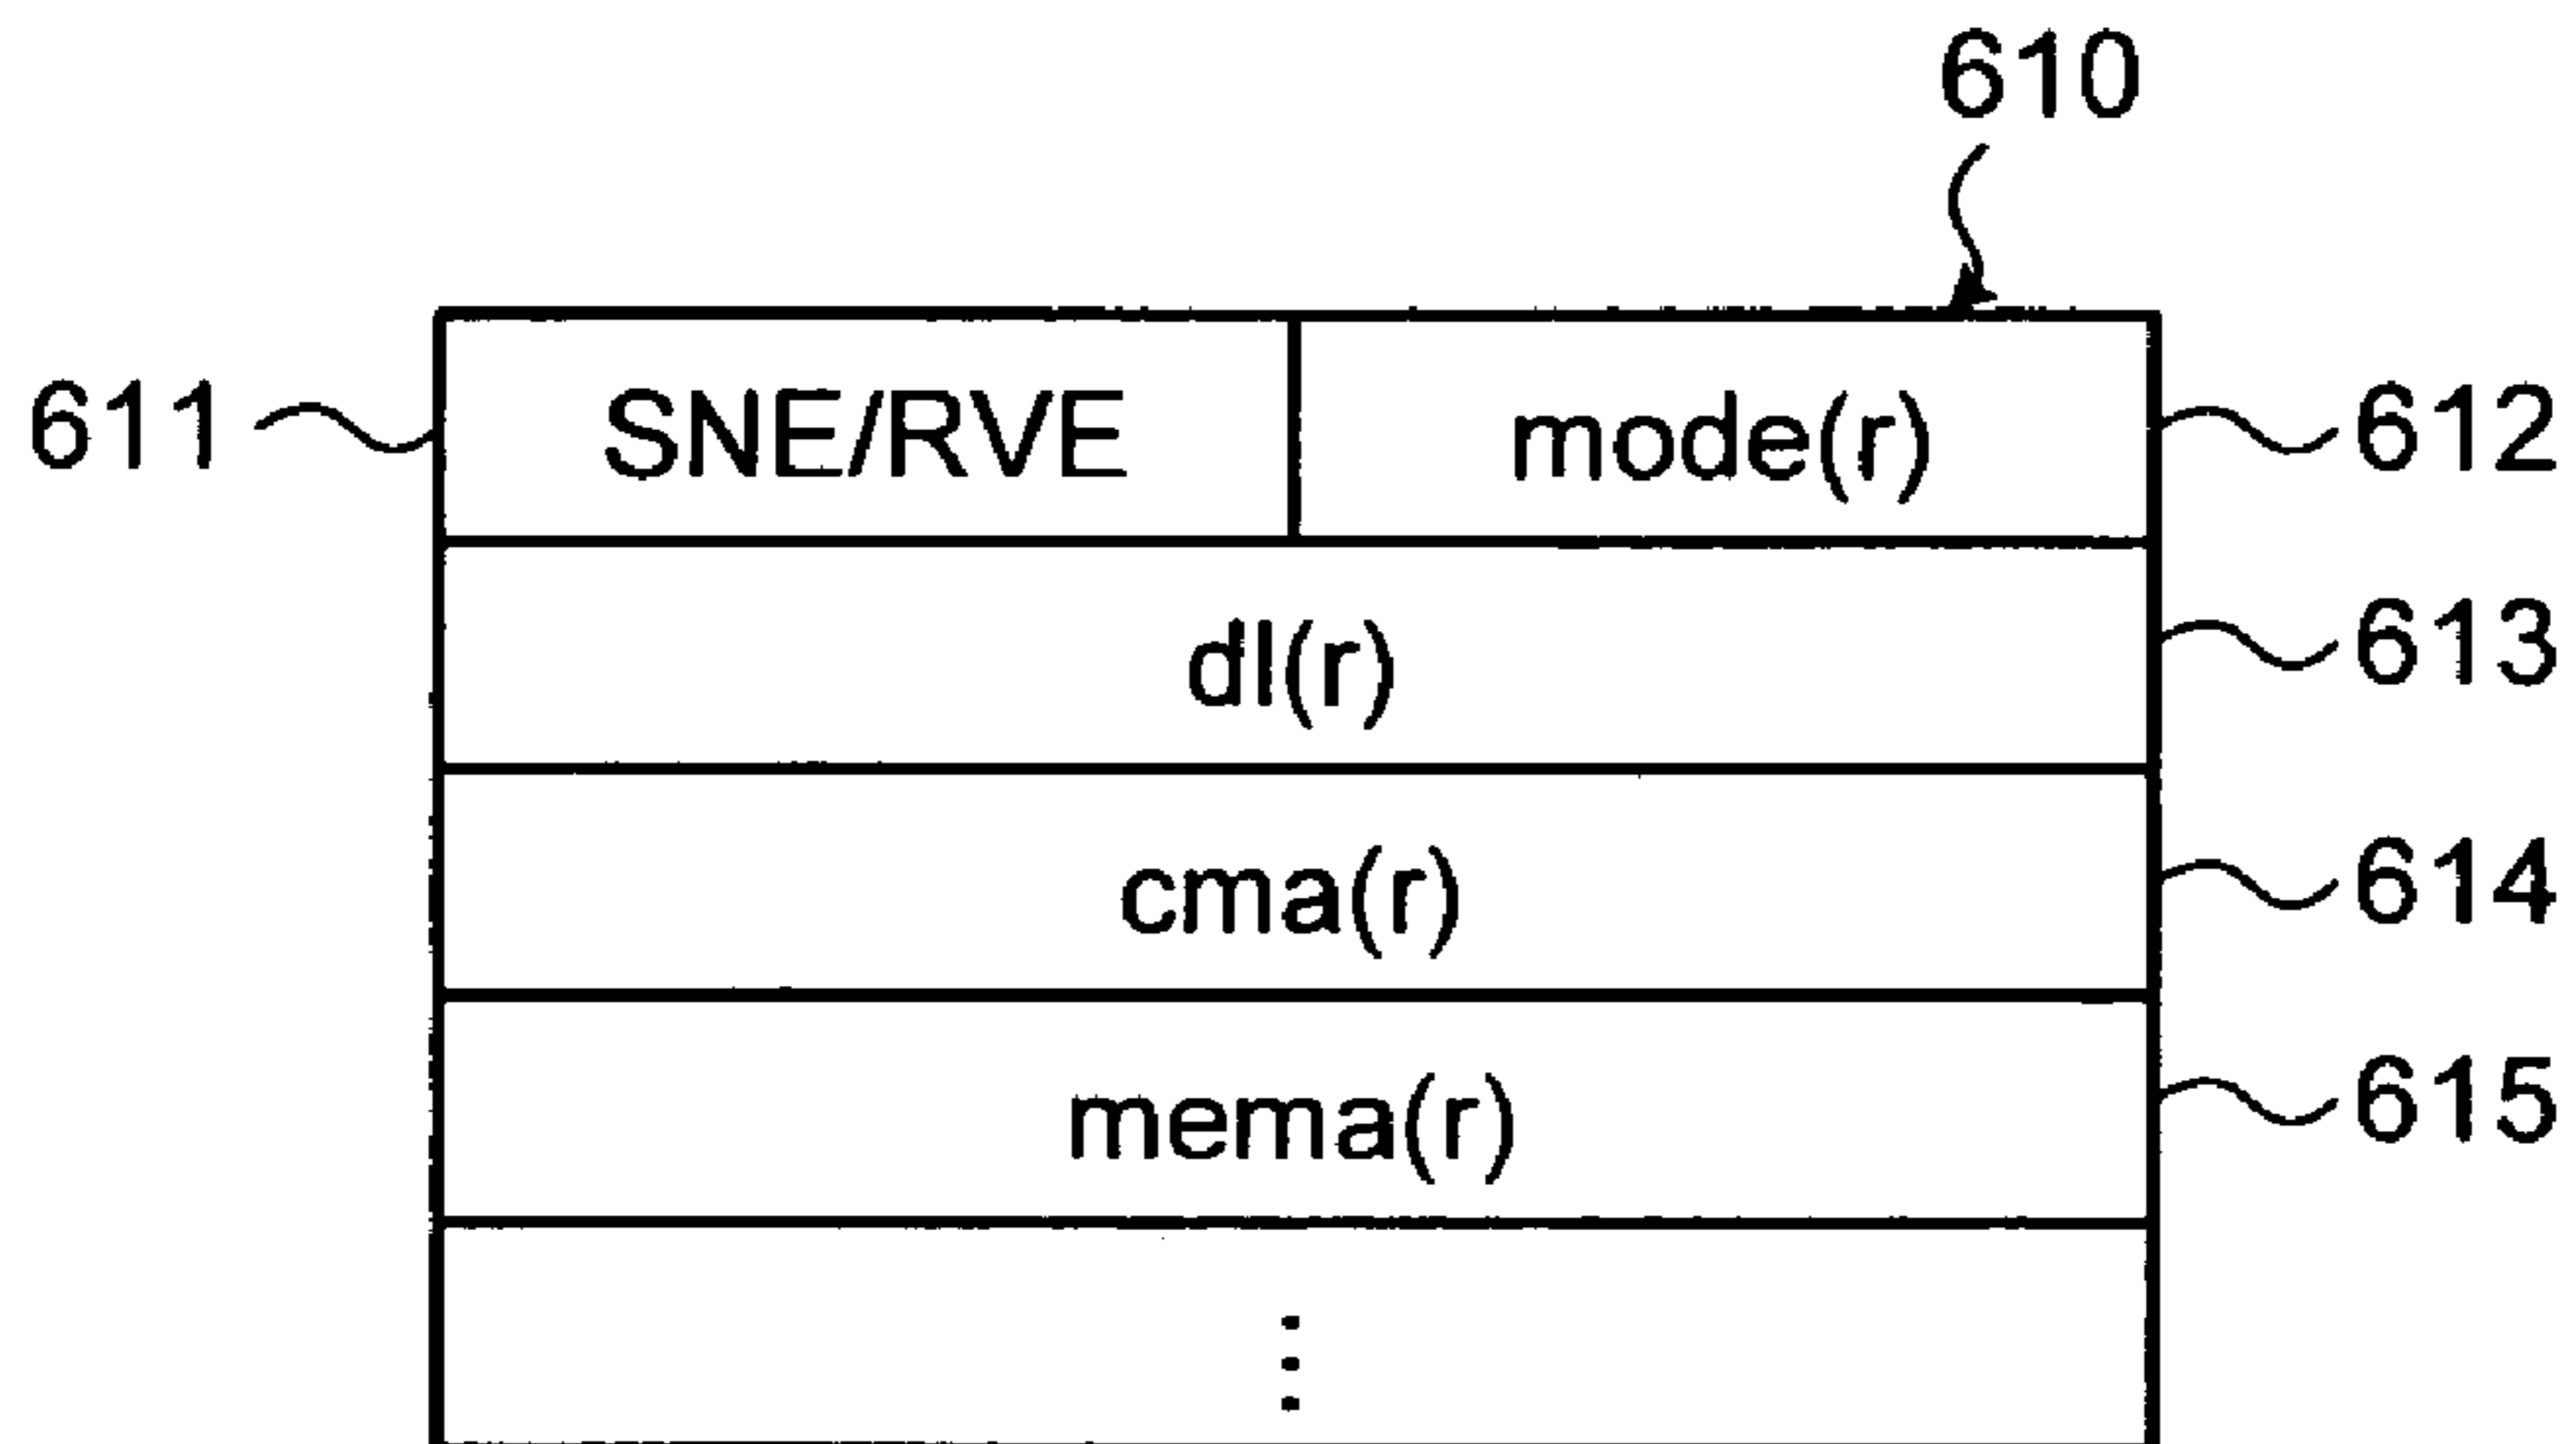 610
611 SNE/RVE mode(r) 612
dl(r) 613
cma(r) 614
mema(r) 615
⋮